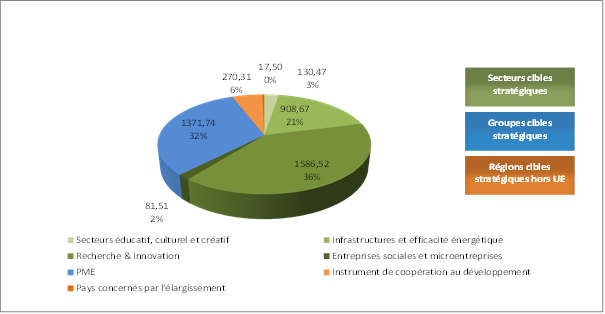 17,50
0%
130,47
3%
270,31
6%
908,67
21%
1371,74
32%
1586,52
36%
81,51
2%
Secteurs cibles
stratégiques
Groupes cibles
stratégiques
Régions cibles
stratégiques hors UE
Secteurs éducatif, culturel et créatif
Infrastructures et efficacité énergétique
Recherche & Innovation
Entreprises sociales et microentreprises
PME
Instrument de coopération au développement
Pays concernés par l'élargissement